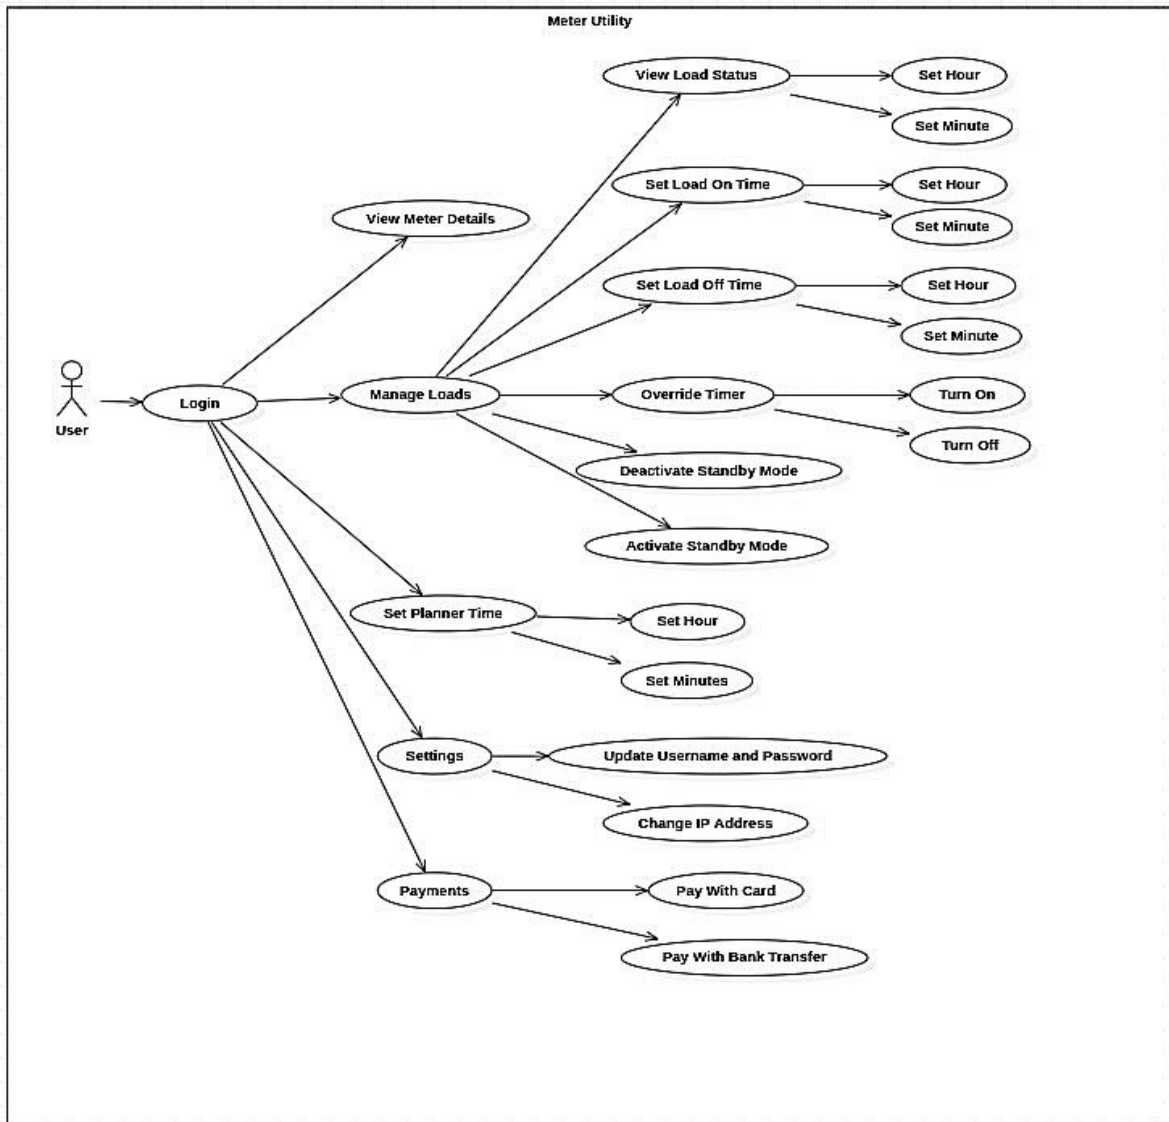 Meter Utility
View Load Status
Set Hour
Set Minute
Set Load On Time
Set Hour
Set Minute
View Meter Details
Set Load Off Time
Set Hour
Set Minute
User
Login
Manage Loads
Override Timer
Turn On
Turn Off
Deactivate Standby Mode
Activate Standby Mode
Set Planner Time
Set Hour
Set Minutes
Settings
Update Username and Password
Change IP Address
Payments
Pay With Card
Pay With Bank Transfer